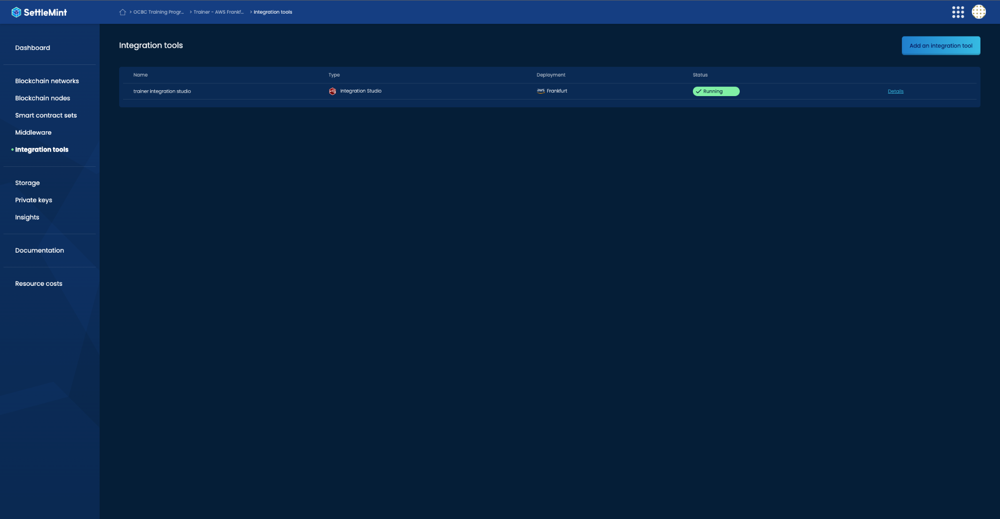 SettleMint
> OCBC Training Progr... > Trainer - AWS Frankf... > Integration tools
Integration tools
Add an integration tool
Dashboard
Blockchain networks
Blockchain nodes
Smart contract sets
Middleware
Integration tools
Storage
Private keys
Insights
Documentation
Resource costs
Name Type Deployment Status
trainer integration studio Integration Studio aws Frankfurt Running Details